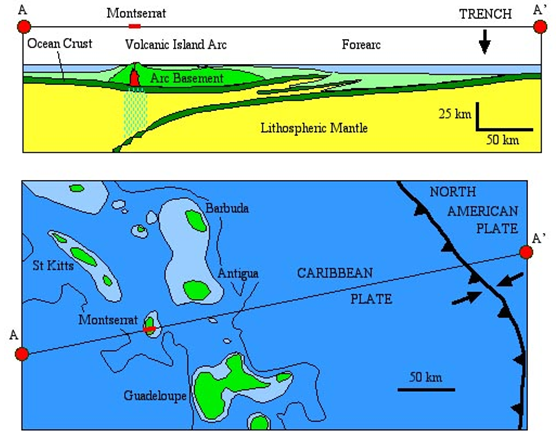 Montserrat
A
TRENCH
A'
Ocean Crust
Volcanic Island Arc
Forearc
Arc Basement
25 km
50 km
Lithospheric Mantle
NORTH
AMERICAN
PLATE
Barbuda
A'
St Kitts
Antigua
CARIBBEAN
PLATE
Montserrat
A
50 km
Guadeloupe